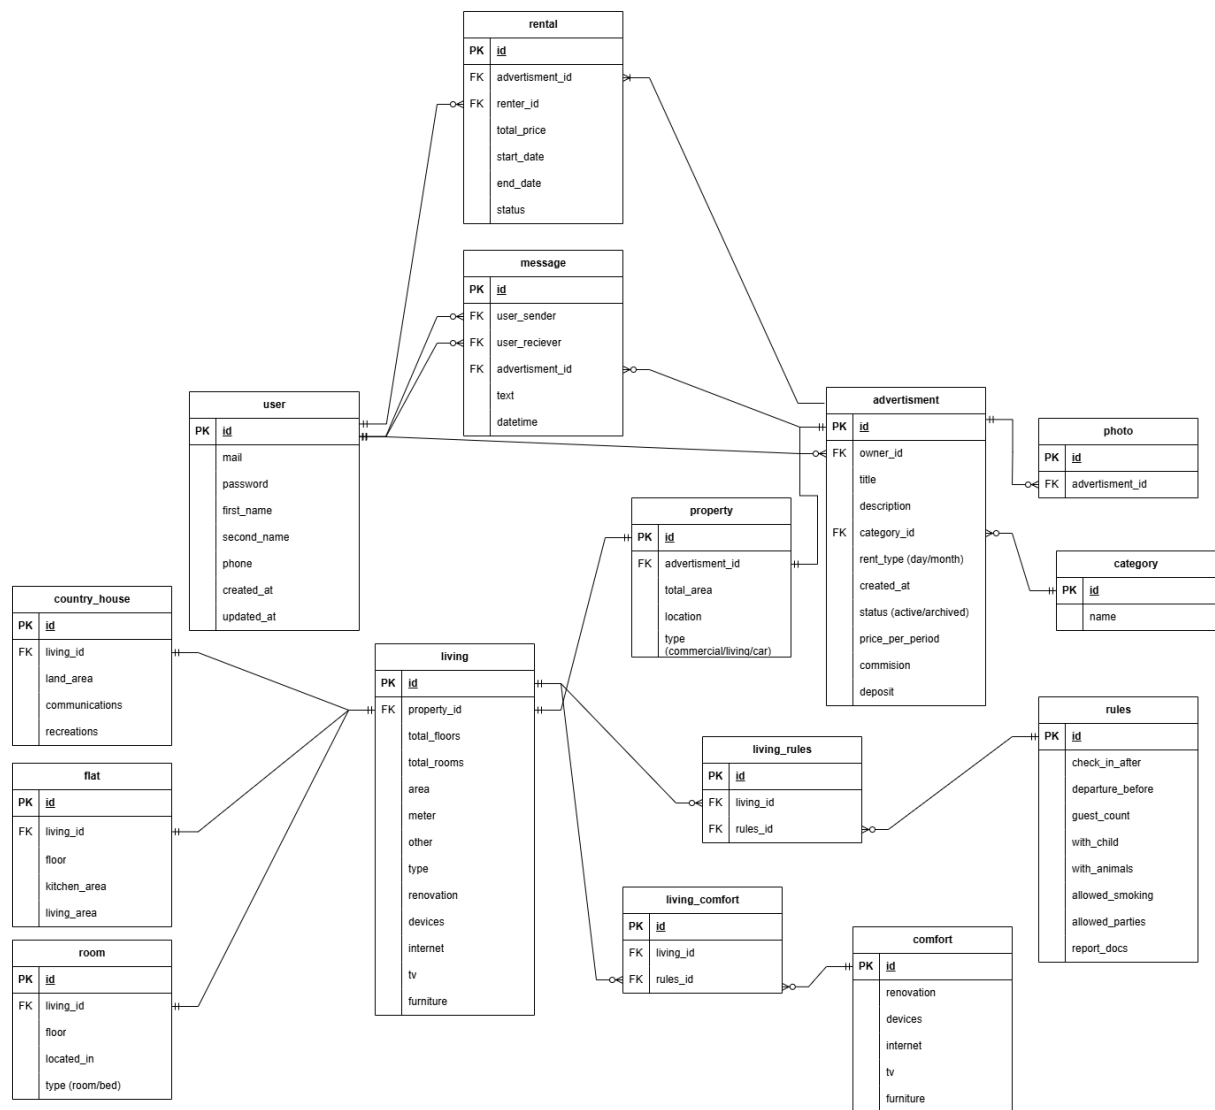 rental
PK id
FK advertisment_id
FK renter_id
total_price
start_date
end_date
status
message
PK id
FK user_sender
FK user_reciever
FK advertisment_id
text
datetime
user
PK id
mail
password
first_name
second_name
phone
created_at
updated_at
advertisment
PK id
FK owner_id
title
description
FK category_id
rent_type (day/month)
created_at
status (active/archived)
price_per_period
commision
deposit
photo
PK id
FK advertisment_id
property
PK id
FK advertisment_id
total_area
location
type
(commercial/living/car)
category
PK id
name
country_house
PK id
FK living_id
land_area
communications
recreations
living
PK id
FK property_id
total_floors
total_rooms
area
meter
other
type
renovation
devices
internet
tv
furniture
flat
PK id
FK living_id
floor
kitchen_area
living_area
room
PK id
FK living_id
floor
located_in
type (room/bed)
living_rules
PK id
FK living_id
FK rules_id
rules
PK id
check_in_after
departure_before
guest_count
with_child
with_animals
allowed_smoking
allowed_parties
report_docs
living_comfort
PK id
FK living_id
FK rules_id
comfort
PK id
renovation
devices
internet
tv
furniture